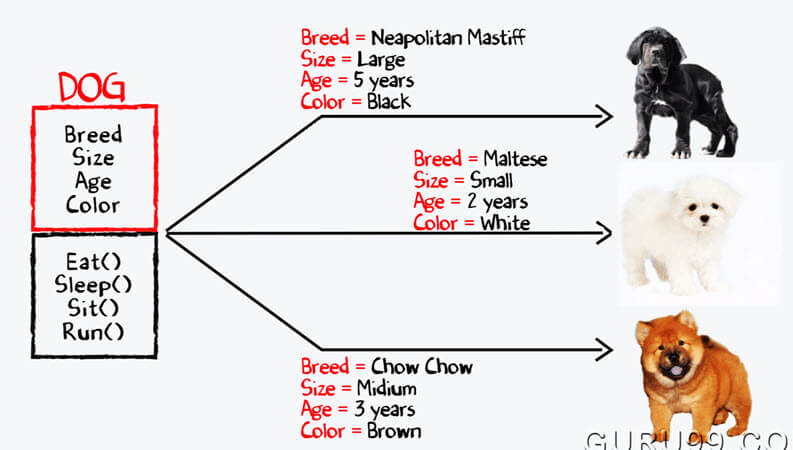 DOG
Breed
Size
Age
Color
Eat()
Sleep()
Sit()
Run()
Breed = Neapolitan Mastiff
Size = Large
Age = 5 years
Color = Black
Breed = Maltese
Size = Small
Age = 2 years
Color = White
Breed = Chow Chow
Size = Midium
Age = 3 years
Color = Brown
GURU99.CO